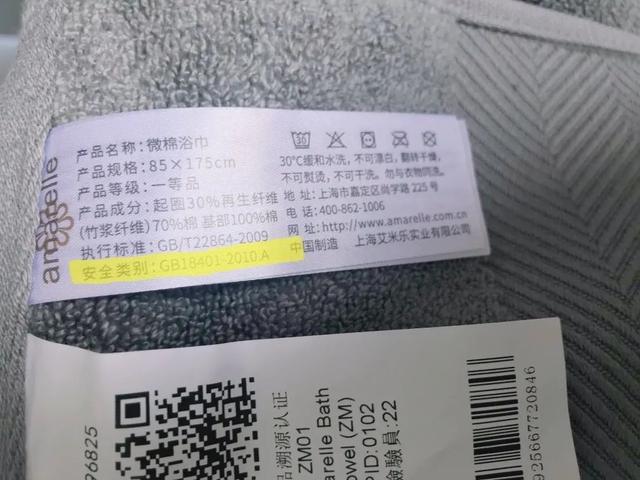 amarelle
产品名称: 微棉浴巾
产品规格: 85×175cm
产品等级: 一等品
产品成分: 起圈30%再生纤维
(竹浆纤维)70%棉 基部100%棉
执行标准: GB/T22864-2009
安全类别: GB18401-2010.A
30
30℃缓和水洗, 不可漂白, 翻转干燥,
不可熨烫, 不可干洗。勿与衣物同洗。
地 址: 上海市嘉定区尚学路 225 号
电 话: 400-862-1006
网 址: http://www.amarelle.com.cn
中国制造 上海艾米乐实业有限公司
96825
品溯源认证
ZM01
arelle Bath
owel (ZM)
PID:0102
檢驗員:22
925667720846